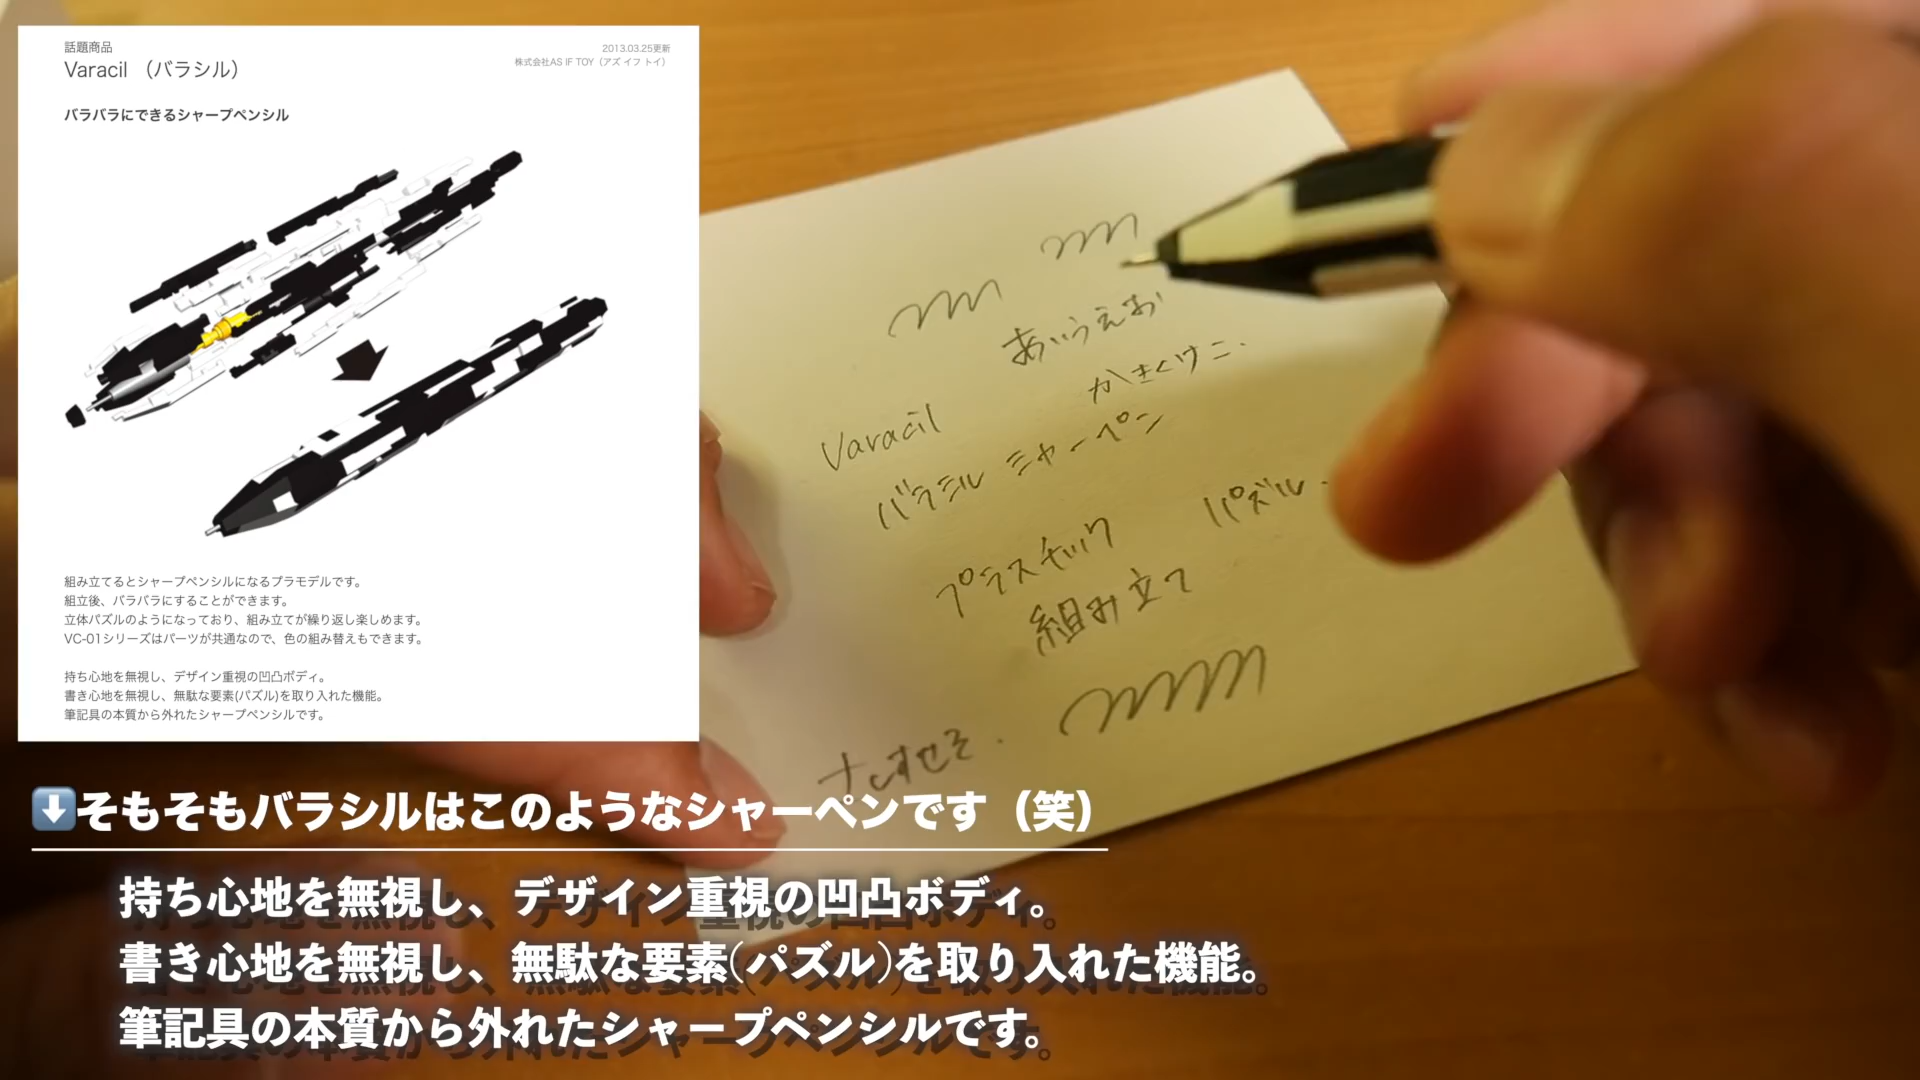 話題商品
2013.03.25更新
Varacil （バラシル）
株式会社AS IF TOY（アズ イフ トイ）
バラバラにできるシャープペンシル
組み立てるとシャープペンシルになるプラモデルです。
組立後、バラバラにすることができます。
立体パズルのようになっており、組み立てが繰り返し楽しめます。
VC-01シリーズはパーツが共通なので、色の組み替えもできます。
持ち心地を無視し、デザイン重視の凹凸ボディ。
書き心地を無視し、無駄な要素(パズル)を取り入れた機能。
筆記具の本質から外れたシャープペンシルです。
あいうえお
かきくけこ.
Varacil
バラシル シャーペン
パズル.
プラスチック
組み立て
さしすせそ.
⬇️そもそもバラシルはこのようなシャーペンです（笑）
持ち心地を無視し、デザイン重視の凹凸ボディ。
書き心地を無視し、無駄な要素(パズル)を取り入れた機能。
筆記具の本質から外れたシャープペンシルです。